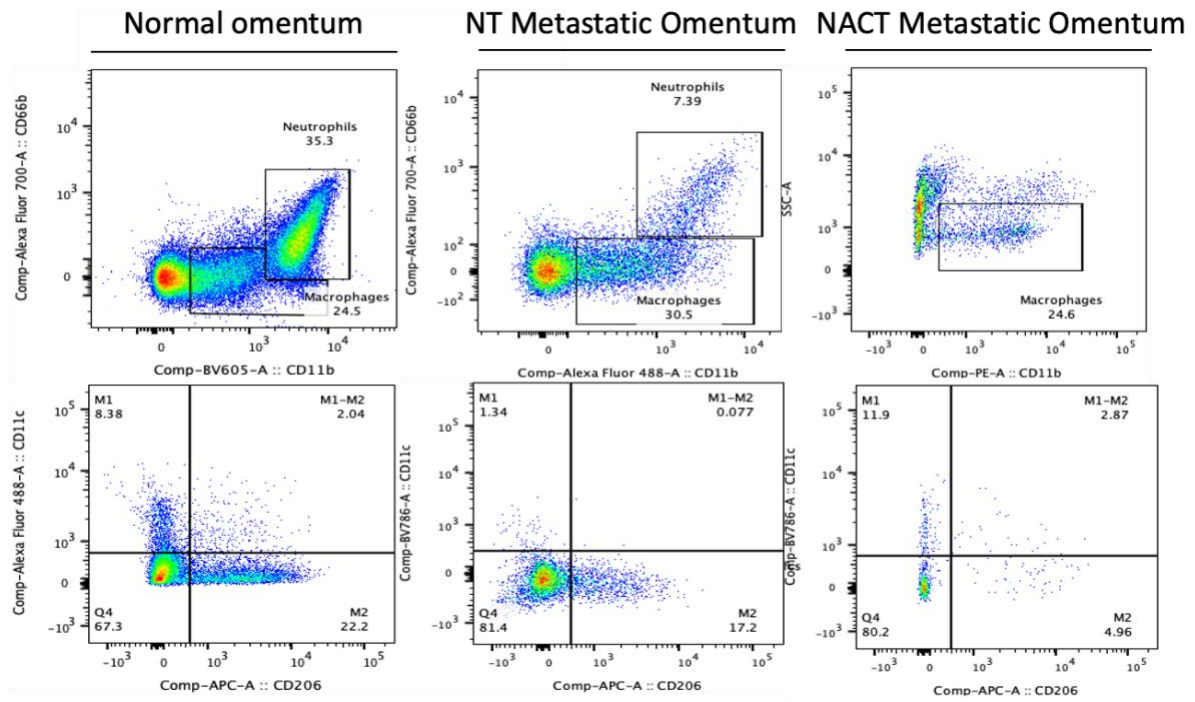 Normal omentum
NT Metastatic Omentum
NACT Metastatic Omentum
Comp-Alexa Fluor 700-A :: CD66b
10^4
10^3
0
Neutrophils
35.3
Macrophages
24.5
0
10^3
10^4
Comp-BV605-A :: CD11b
Comp-Alexa Fluor 700-A :: CD66b
10^4
10^3
10^2
0
-10^2
Neutrophils
7.39
Macrophages
30.5
0
10^3
10^4
Comp-Alexa Fluor 488-A :: CD11b
SSC-A
10^5
10^4
10^3
0
-10^3
Macrophages
24.6
-10^3
0
10^3
10^4
10^5
Comp-PE-A :: CD11b
Comp-Alexa Fluor 488-A :: CD11c
10^5
10^4
10^3
0
-10^3
M1
8.38
M1-M2
2.04
Q4
67.3
M2
22.2
-10^3
0
10^3
10^4
10^5
Comp-APC-A :: CD206
Comp-BV786-A :: CD11c
10^5
10^4
10^3
0
-10^3
M1
1.34
M1-M2
0.077
Q4
81.4
M2
17.2
-10^3
0
10^3
10^4
10^5
Comp-APC-A :: CD206
Comp-BV786-A :: CD11c
10^5
10^4
10^3
0
-10^3
M1
11.9
M1-M2
2.87
Q4
80.2
M2
4.96
-10^3
0
10^3
10^4
10^5
Comp-APC-A :: CD206